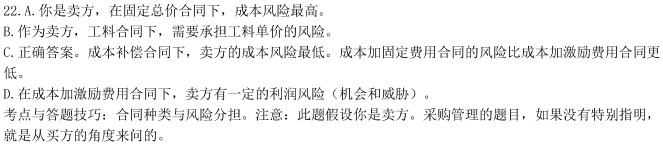 22.A.你是卖方，在固定总价合同下，成本风险最高。
B.作为卖方，工料合同下，需要承担工料单价的风险。
C.正确答案。成本补偿合同下，卖方的成本风险最低。成本加固定费用合同的风险比成本加激励费用合同更
低。
D.在成本加激励费用合同下，卖方有一定的利润风险（机会和威胁）。
考点与答题技巧：合同种类与风险分担。注意：此题假设你是卖方。采购管理的题目，如果没有特别指明，
就是从买方的角度来问的。